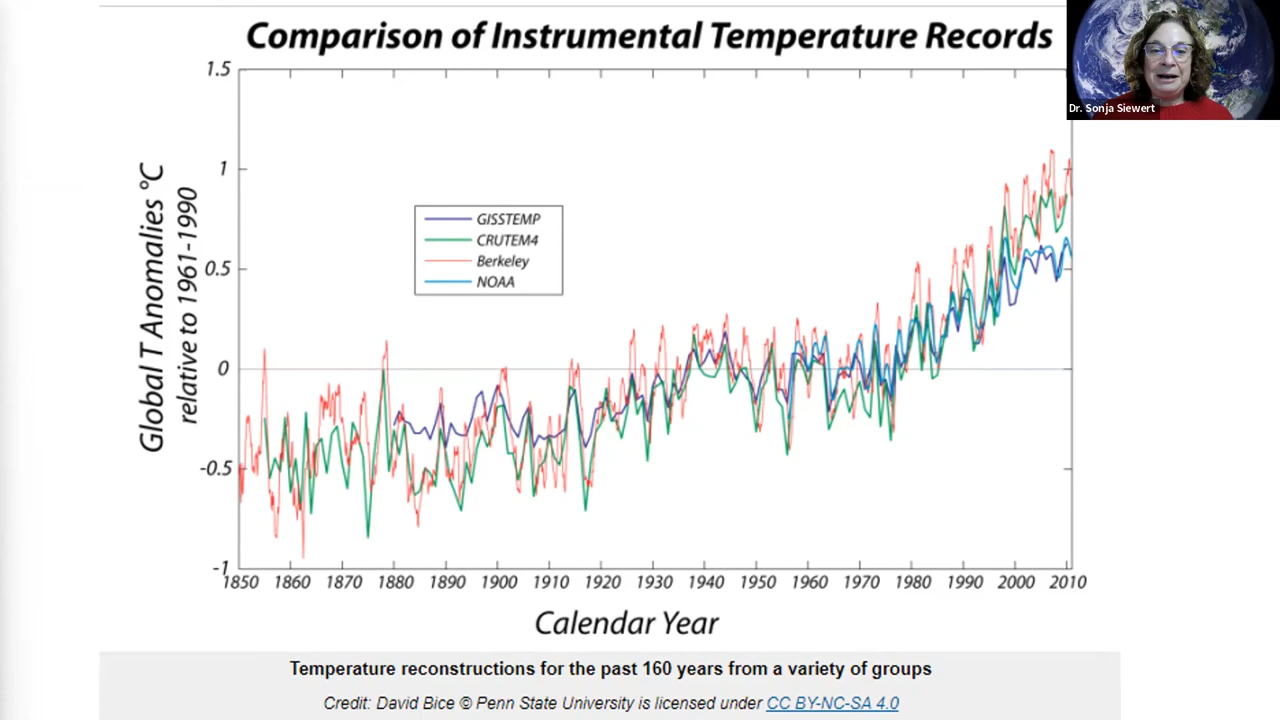 Comparison of Instrumental Temperature Records
Dr. Sonja Siewert
1.5
1
0.5
0
-0.5
-1
Global T Anomalies °C
relative to 1961-1990
GISSTEMP
CRUTEM4
Berkeley
NOAA
1850 1860 1870 1880 1890 1900 1910 1920 1930 1940 1950 1960 1970 1980 1990 2000 2010
Calendar Year
Temperature reconstructions for the past 160 years from a variety of groups
Credit: David Bice © Penn State University is licensed under CC BY-NC-SA 4.0